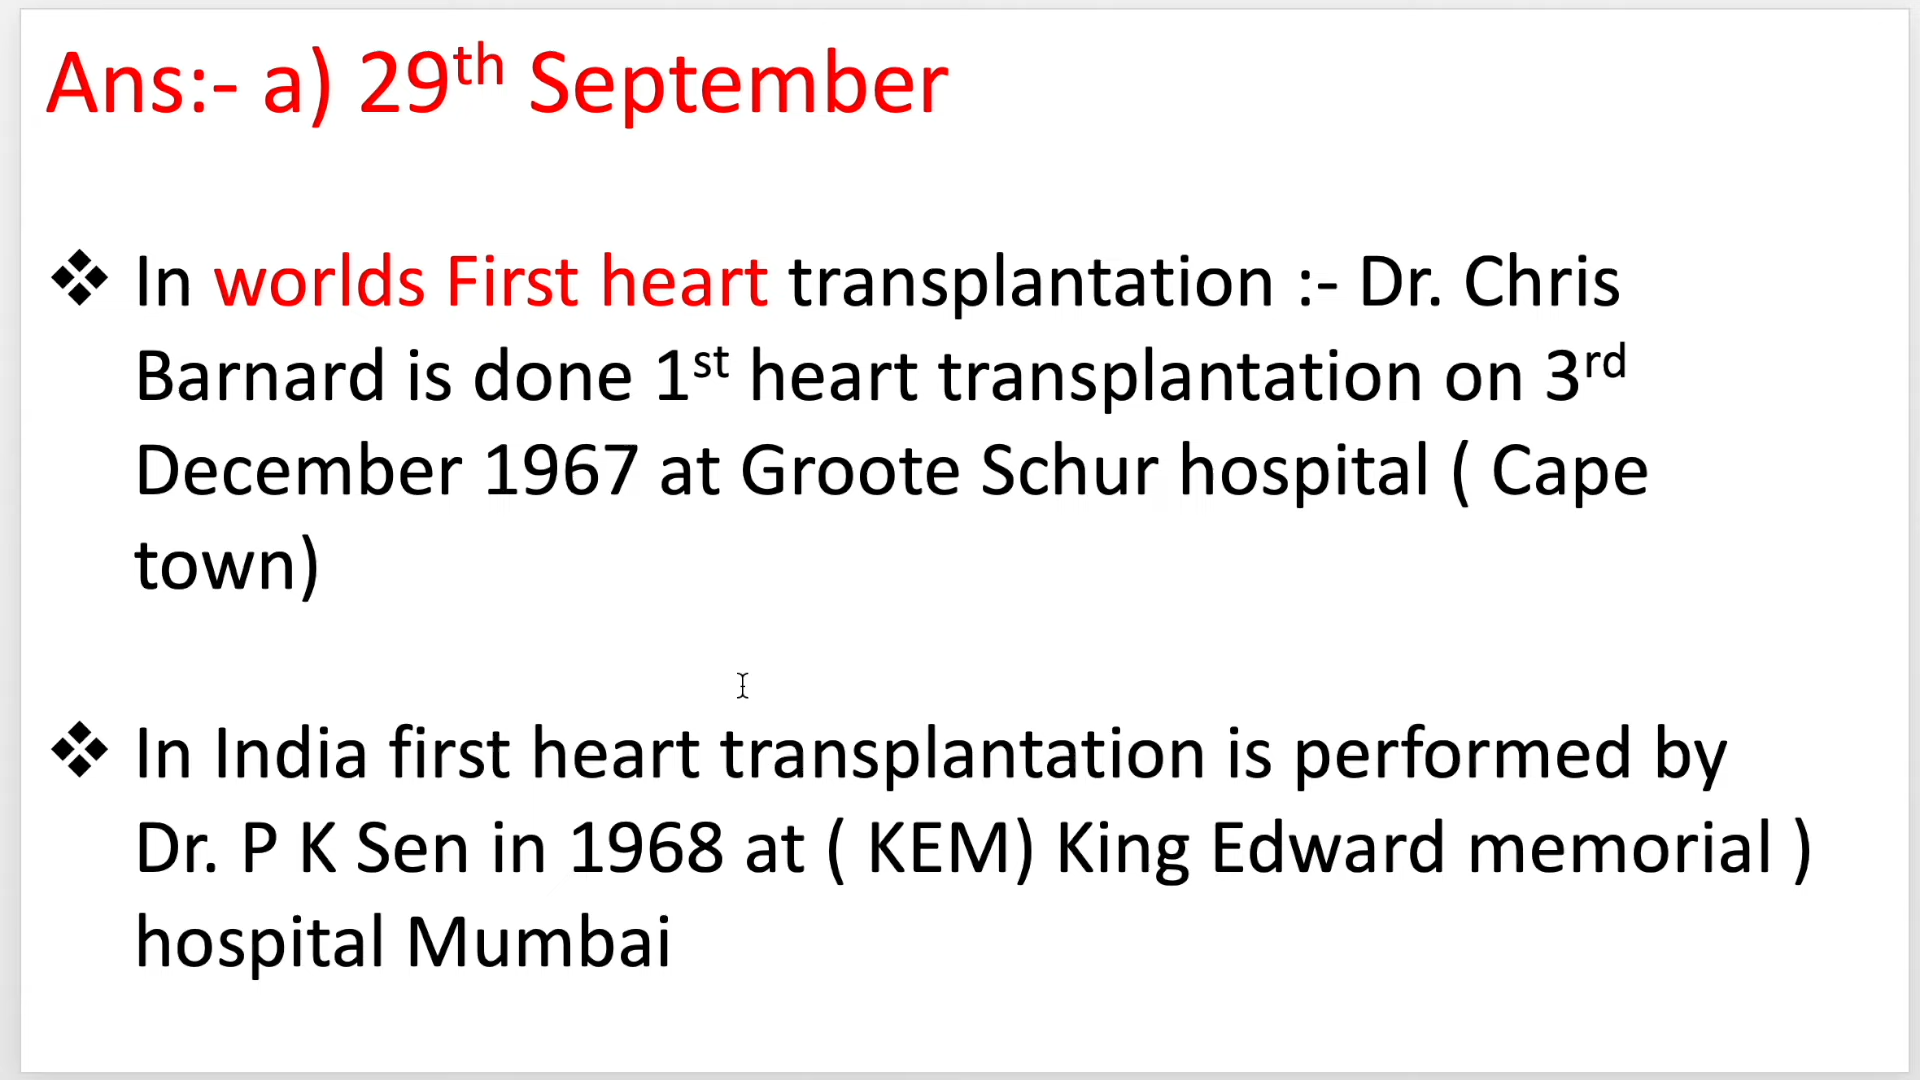 Ans:- a) 29th September
❖ In worlds First heart transplantation :- Dr. Chris
Barnard is done 1st heart transplantation on 3rd
December 1967 at Groote Schur hospital ( Cape
town)
❖ In India first heart transplantation is performed by
Dr. P K Sen in 1968 at ( KEM) King Edward memorial )
hospital Mumbai